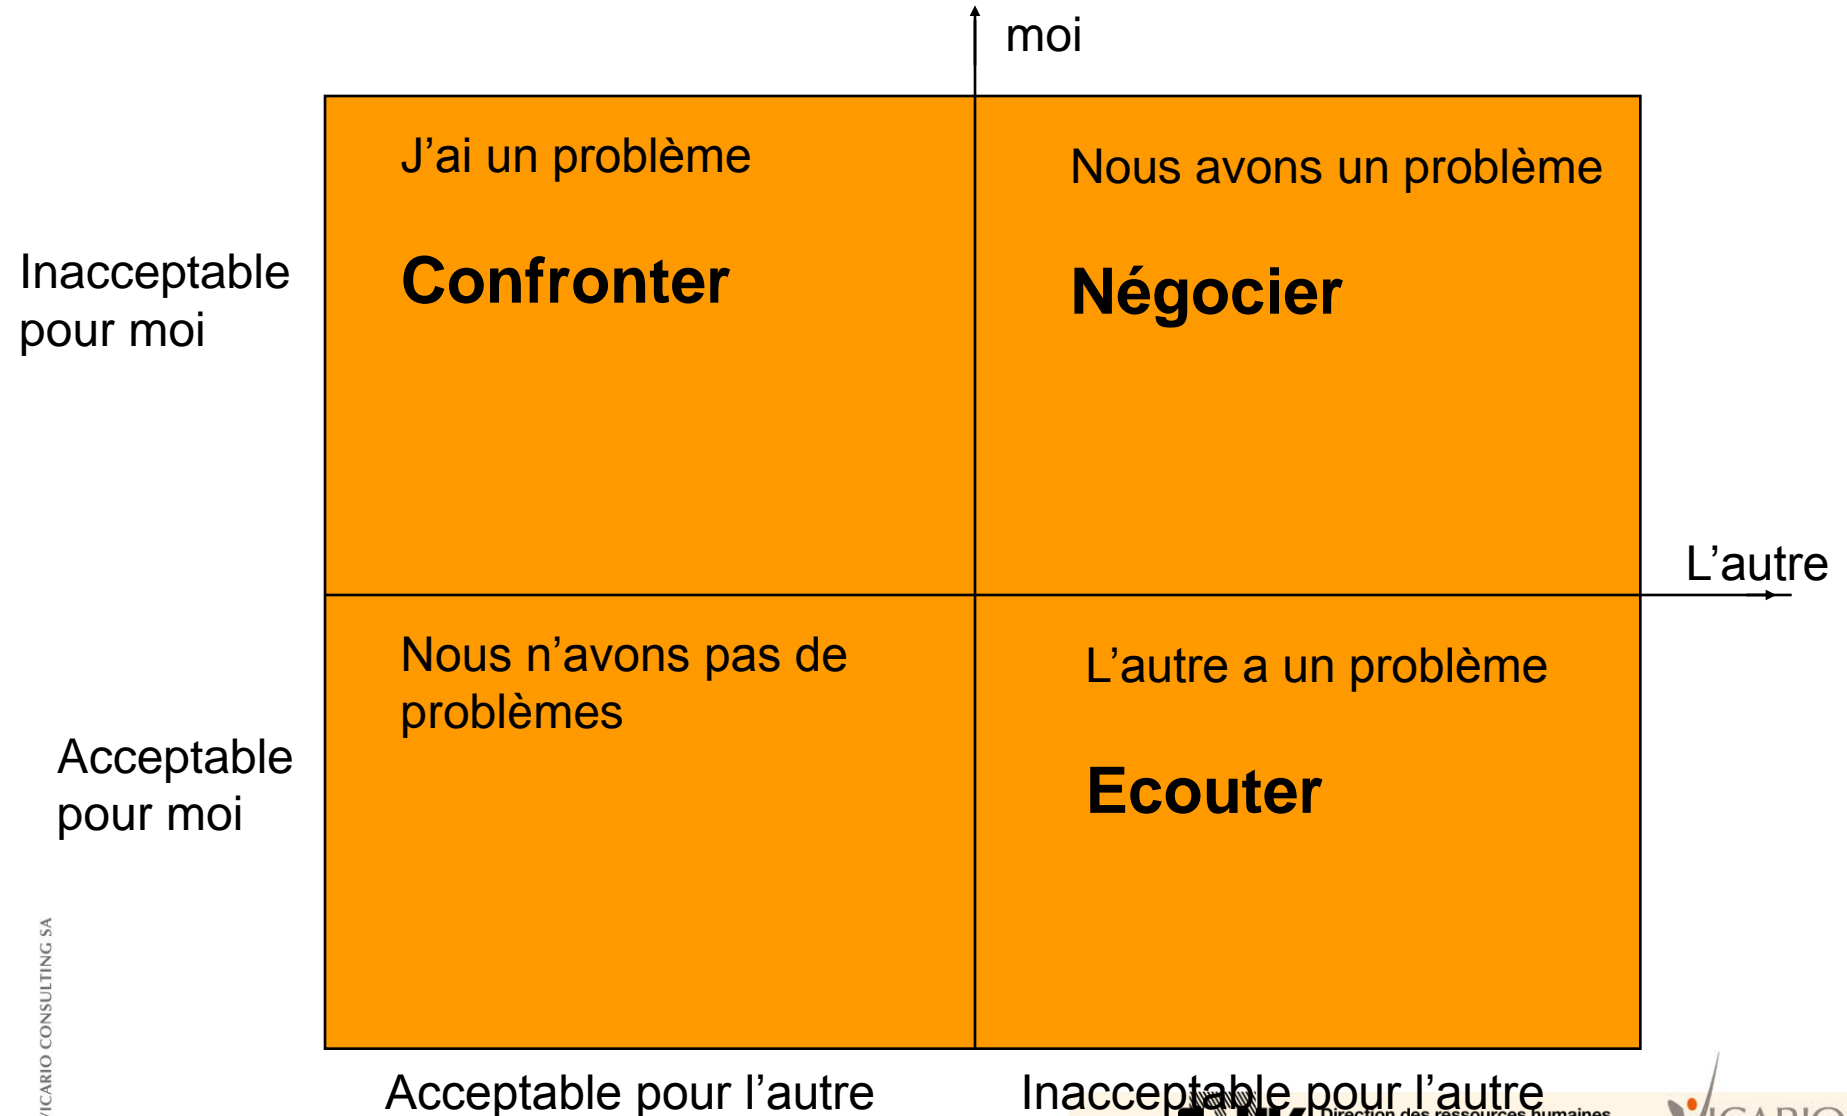 moi
J’ai un problème
Nous avons un problème
Confronter
Négocier
Inacceptable
pour moi
L’autre
Nous n’avons pas de
problèmes
L’autre a un problème
Ecouter
Acceptable
pour moi
VICARIO CONSULTING SA
Acceptable pour l’autre
Inacceptable pour l’autre
Direction des ressources humaines